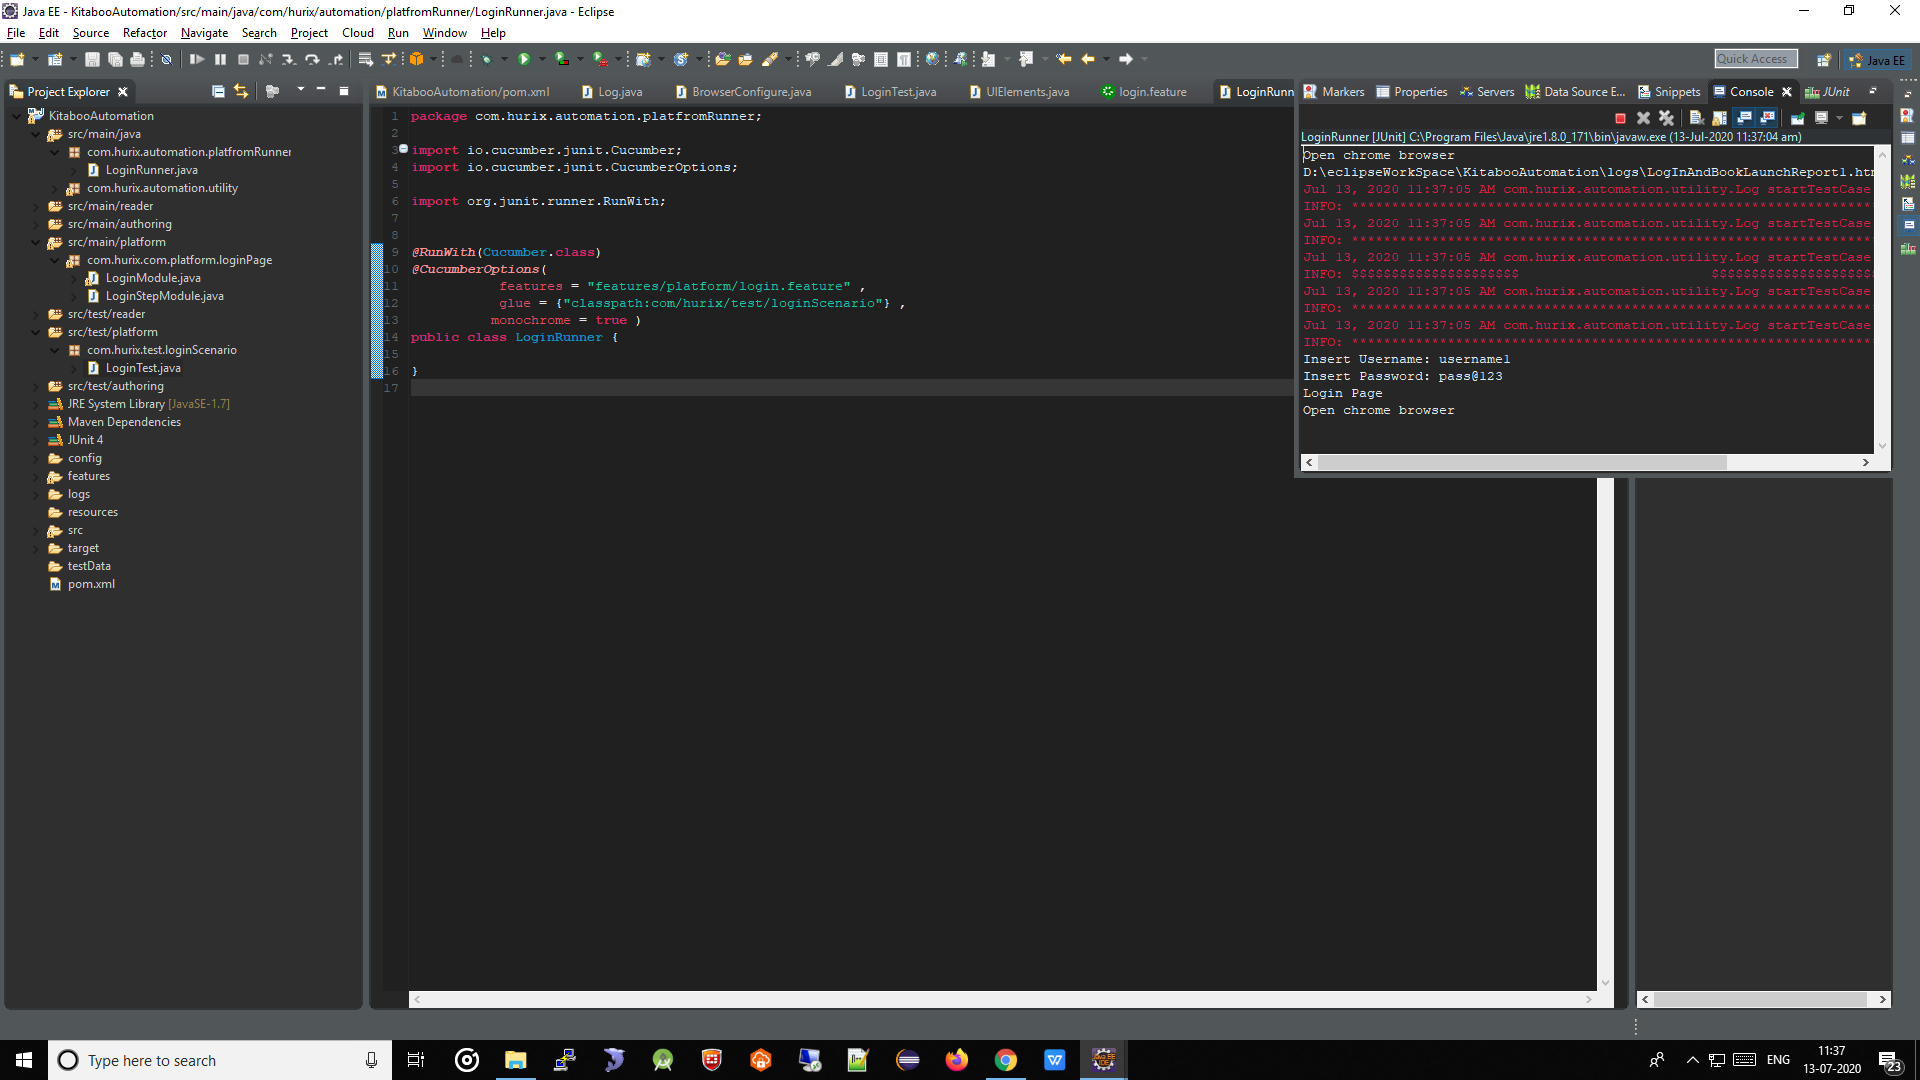 Java EE - KitabooAutomation/src/main/java/com/hurix/automation/platfromRunner/LoginRunner.java - Eclipse
File Edit Source Refactor Navigate Search Project Cloud Run Window Help
Quick Access
Java EE
Project Explorer
KitabooAutomation
src/main/java
com.hurix.automation.platfromRunner
LoginRunner.java
com.hurix.automation.utility
src/main/reader
src/main/authoring
src/main/platform
com.hurix.com.platform.loginPage
LoginModule.java
LoginStepModule.java
src/test/reader
src/test/platform
com.hurix.test.loginScenario
LoginTest.java
src/test/authoring
JRE System Library [JavaSE-1.7]
Maven Dependencies
JUnit 4
config
features
logs
resources
src
target
testData
pom.xml
KitabooAutomation/pom.xml Log.java BrowserConfigure.java LoginTest.java UIElements.java login.feature LoginRunn
1 package com.hurix.automation.platfromRunner;
2
3 import io.cucumber.junit.Cucumber;
4 import io.cucumber.junit.CucumberOptions;
5
6 import org.junit.runner.RunWith;
7
8
9 @RunWith(Cucumber.class)
10 @CucumberOptions(
11 features = "features/platform/login.feature" ,
12 glue = {"classpath:com/hurix/test/loginScenario"} ,
13 monochrome = true )
14 public class LoginRunner {
15
16 }
17
Markers Properties Servers Data Source E... Snippets Console JUnit
LoginRunner [JUnit] C:\Program Files\Java\jre1.8.0_171\bin\javaw.exe (13-Jul-2020 11:37:04 am)
Open chrome browser
D:\eclipseWorkSpace\KitabooAutomation\logs\LogInAndBookLaunchReport1.htm
Jul 13, 2020 11:37:05 AM com.hurix.automation.utility.Log startTestCase
INFO: *****************************************************************
Jul 13, 2020 11:37:05 AM com.hurix.automation.utility.Log startTestCase
INFO: *****************************************************************
Jul 13, 2020 11:37:05 AM com.hurix.automation.utility.Log startTestCase
INFO: $$$$$$$$$$$$$$$$$$$$$ $$$$$$$$$$$$$$$$$$$$
Jul 13, 2020 11:37:05 AM com.hurix.automation.utility.Log startTestCase
INFO: *****************************************************************
Jul 13, 2020 11:37:05 AM com.hurix.automation.utility.Log startTestCase
INFO: *****************************************************************
Insert Username: username1
Insert Password: pass@123
Login Page
Open chrome browser
Type here to search
ENG
11:37
13-07-2020
23